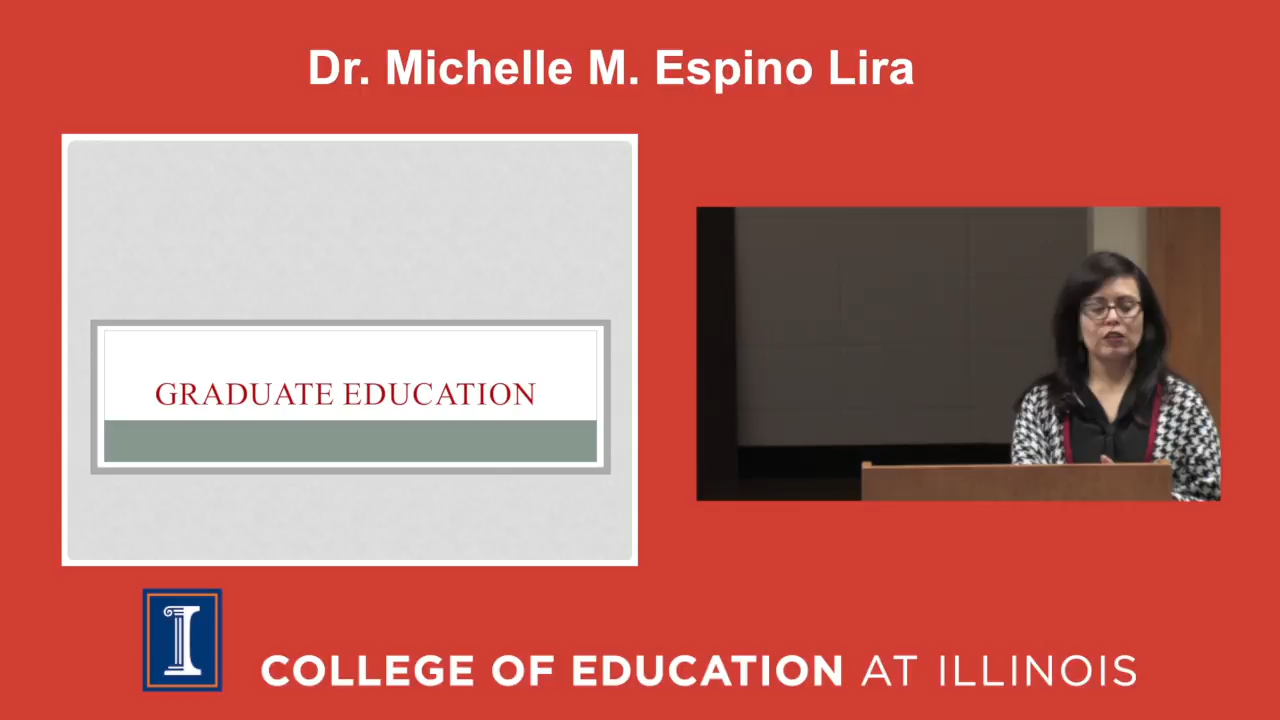 Dr. Michelle M. Espino Lira
GRADUATE EDUCATION
I
COLLEGE OF EDUCATION AT ILLINOIS